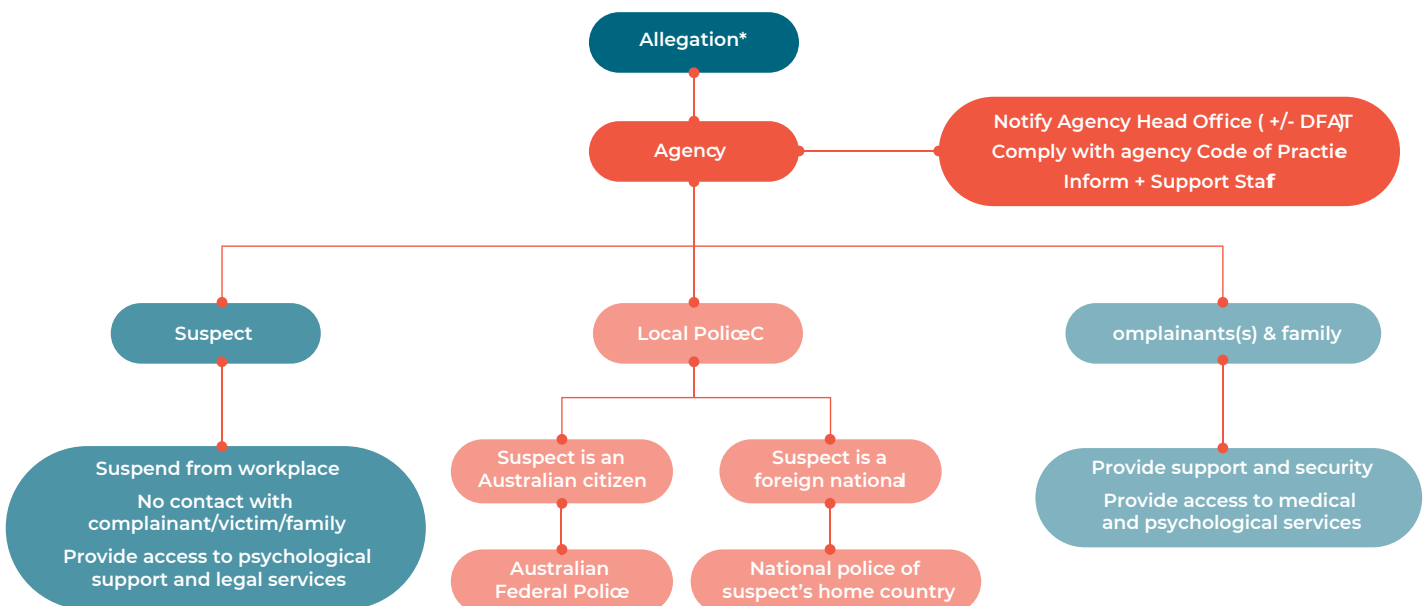 Allegation*
Agency
Notify Agency Head Office ( +/- DFAT)
Comply with agency Code of Practice
Inform + Support Staff
Suspect
Local PoliceC
omplainants(s) & family
Suspend from workplace
No contact with
complainant/victim/family
Provide access to psychological
support and legal services
Suspect is an
Australian citizen
Suspect is a
foreign national
Australian
Federal Police
National police of
suspect's home country
Provide support and security
Provide access to medical
and psychological services